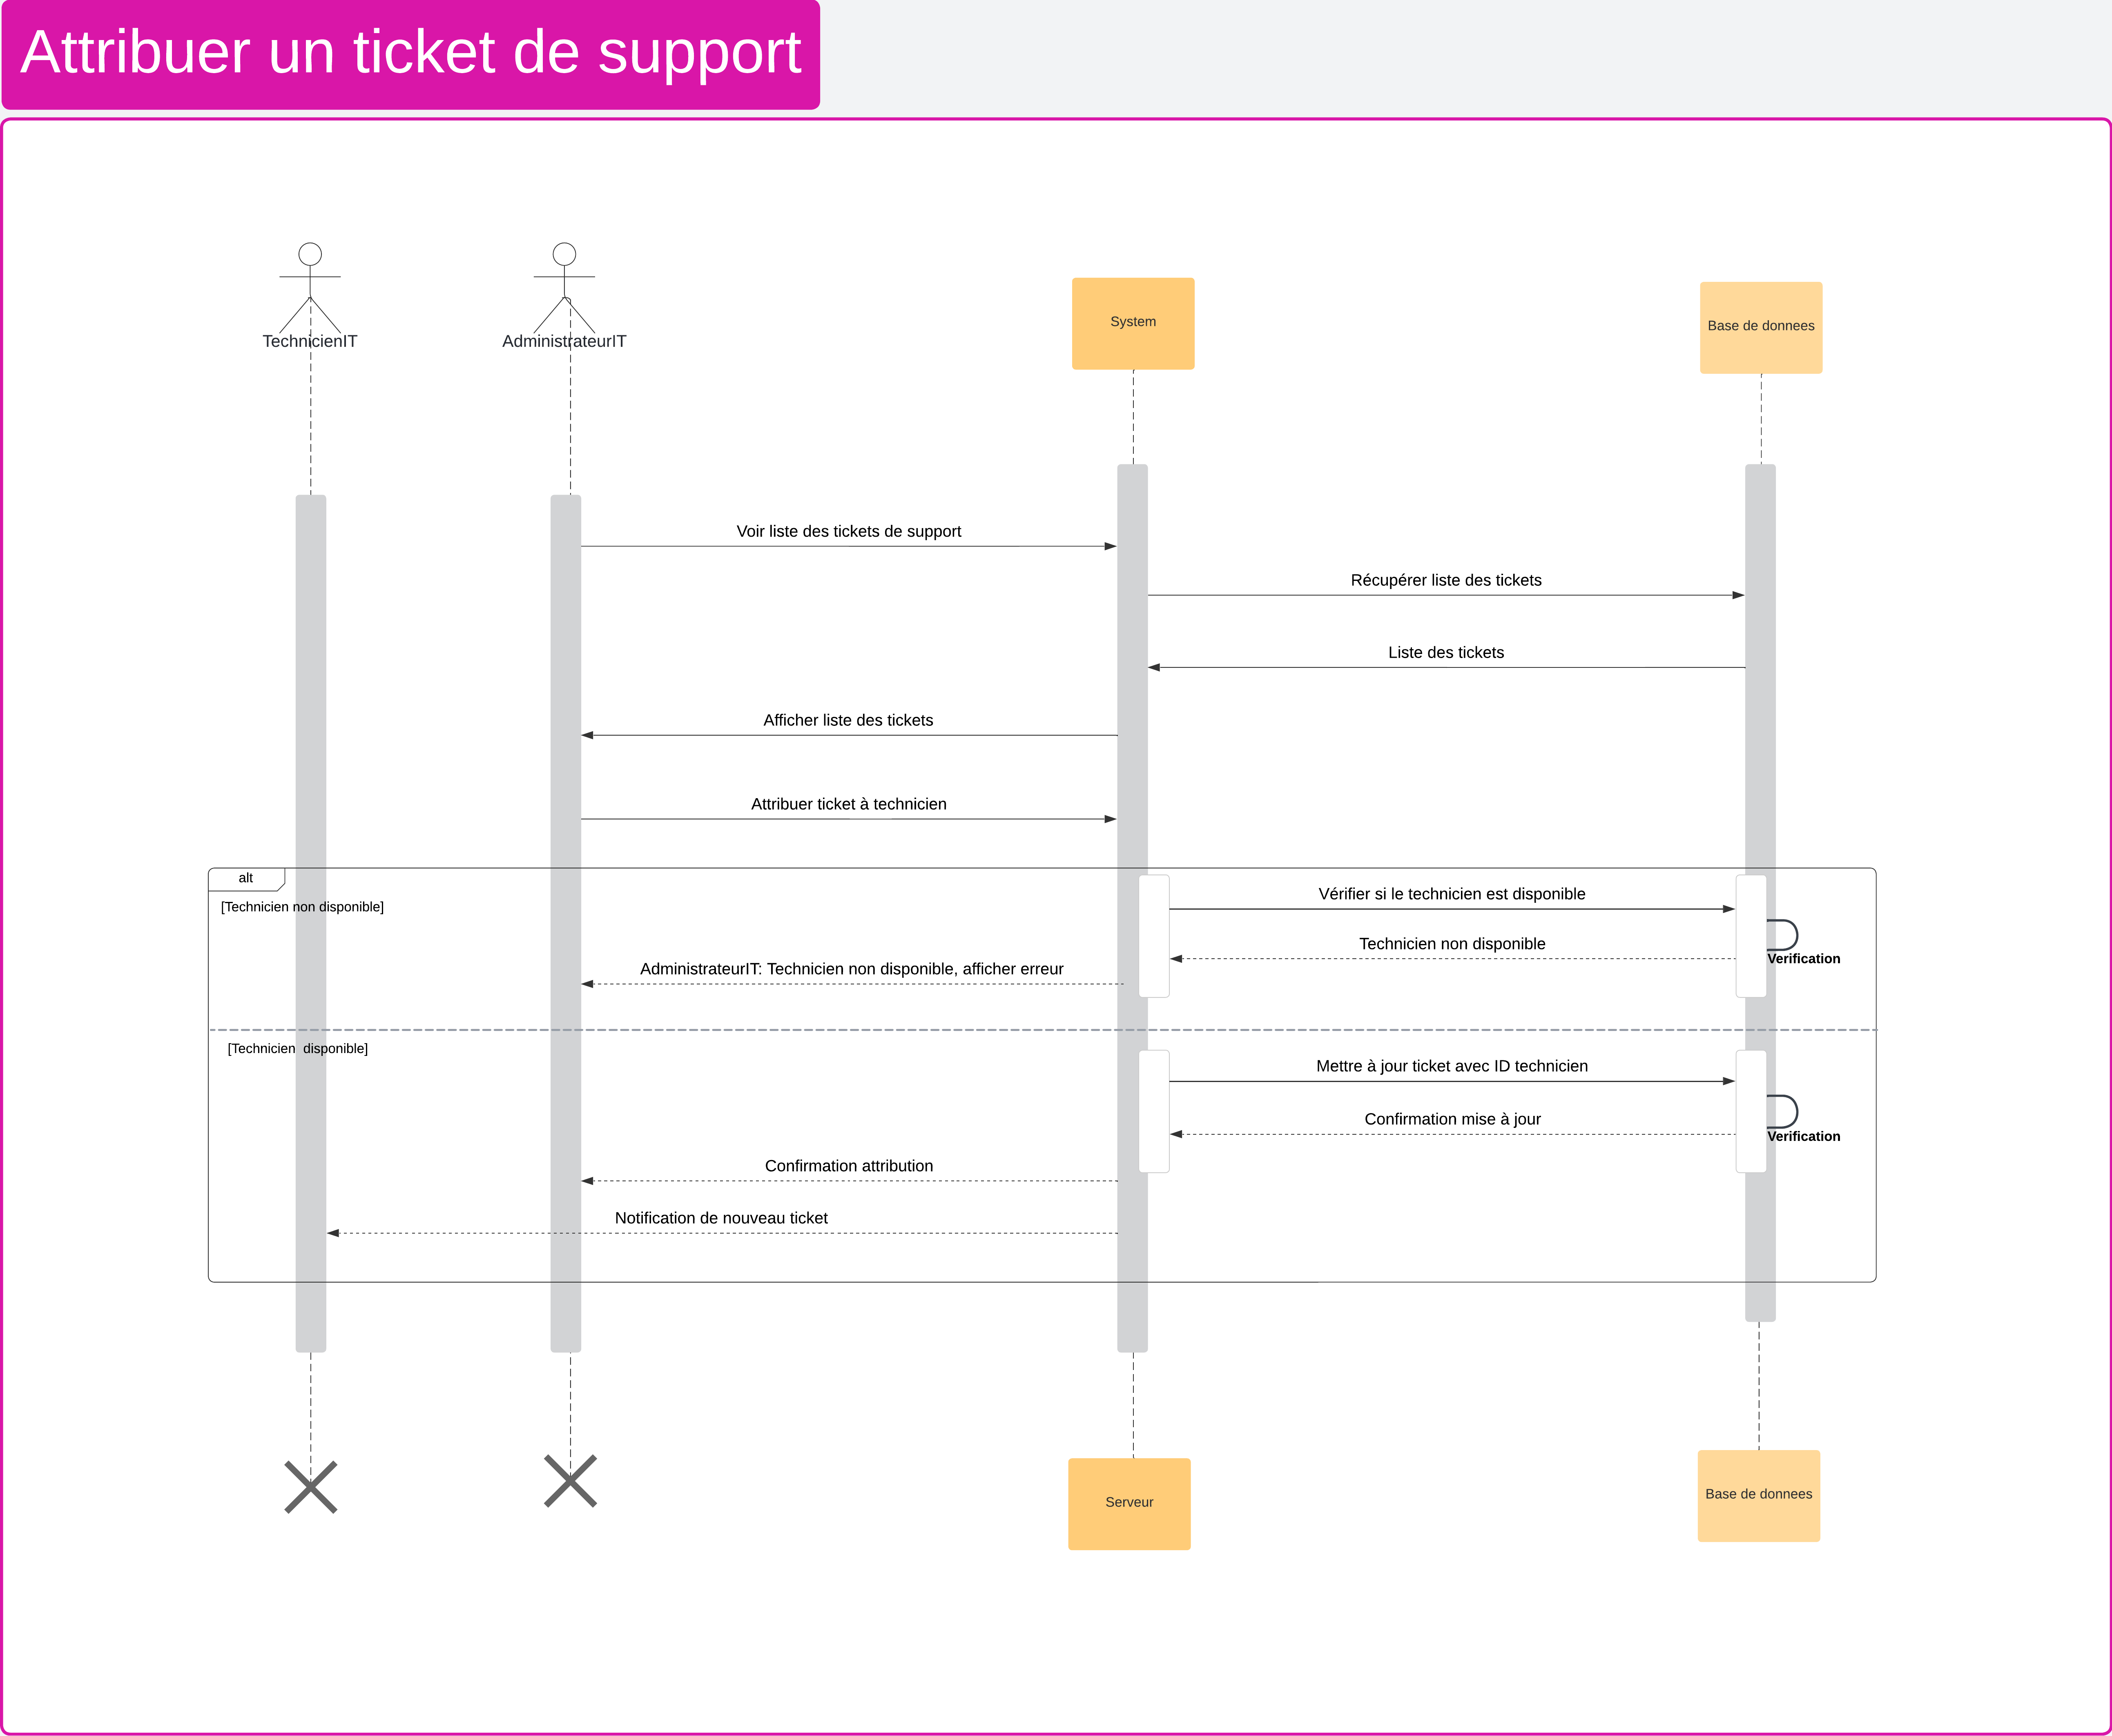 Attribuer un ticket de support
TechnicienIT
AdministrateurIT
System
Base de donnees
Voir liste des tickets de support
Récupérer liste des tickets
Liste des tickets
Afficher liste des tickets
Attribuer ticket à technicien
alt
Vérifier si le technicien est disponible
[Technicien non disponible]
Technicien non disponible
Verification
AdministrateurIT: Technicien non disponible, afficher erreur
[Technicien  disponible]
Mettre à jour ticket avec ID technicien
Confirmation mise à jour
Verification
Confirmation attribution
Notification de nouveau ticket
Serveur
Base de donnees